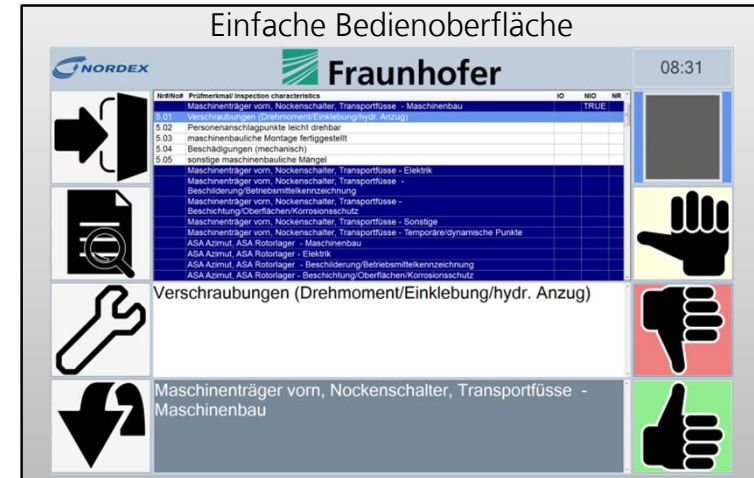 Einfache Bedienoberfläche
NORDEX
Fraunhofer
08:31
Nr#/No# Prüfmerkmal/ Inspection characteristics IO NIO NR
Maschinenträger vorn, Nockenschalter, Transportfüsse - Maschinenbau TRUE
5.01 Verschraubungen (Drehmoment/Einklebung/hydr. Anzug)
5.02 Personenanschlagpunkte leicht drehbar
5.03 maschinenbauliche Montage fertiggestellt
5.04 Beschädigungen (mechanisch)
5.05 sonstige maschinenbauliche Mängel
Maschinenträger vorn, Nockenschalter, Transportfüsse - Elektrik
Maschinenträger vorn, Nockenschalter, Transportfüsse -
Beschilderung/Betriebsmittelkennzeichnung
Maschinenträger vorn, Nockenschalter, Transportfüsse -
Beschichtung/Oberflächen/Korrosionsschutz
Maschinenträger vorn, Nockenschalter, Transportfüsse - Sonstige
Maschinenträger vorn, Nockenschalter, Transportfüsse - Temporäre/dynamische Punkte
ASA Azimut, ASA Rotorlager - Maschinenbau
ASA Azimut, ASA Rotorlager - Elektrik
ASA Azimut, ASA Rotorlager - Beschilderung/Betriebsmittelkennzeichnung
ASA Azimut, ASA Rotorlager - Beschichtung/Oberflächen/Korrosionsschutz
Verschraubungen (Drehmoment/Einklebung/hydr. Anzug)
Maschinenträger vorn, Nockenschalter, Transportfüsse -
Maschinenbau